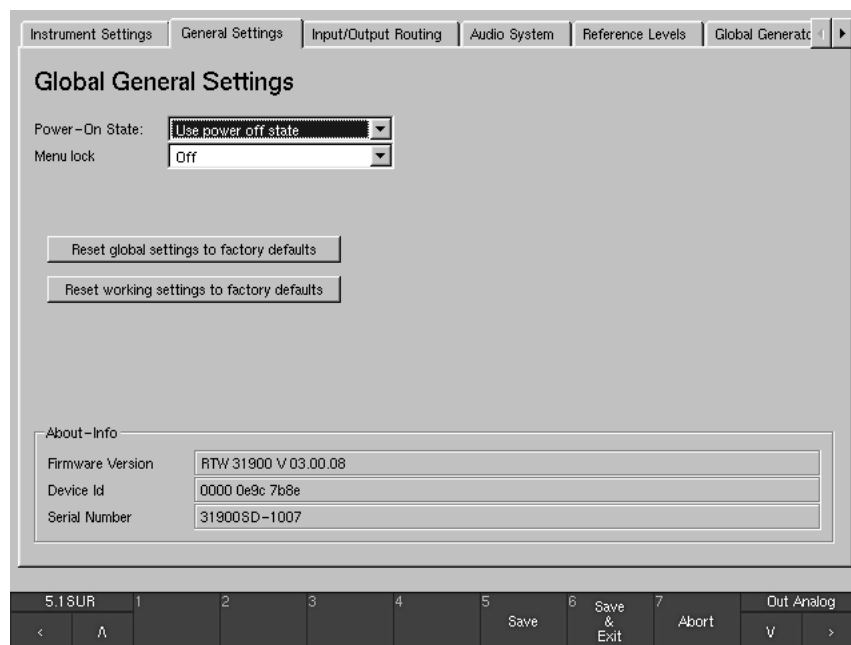 Instrument Settings General Settings Input/Output Routing Audio System Reference Levels Global Generato
Global General Settings
Power-On State: Use power off state
Menu lock Off
Reset global settings to factory defaults
Reset working settings to factory defaults
About-Info
Firmware Version RTW 31900 V 03.00.08
Device Id 0000 0e9c 7b8e
Serial Number 31900SD-1007
5.1SUR 1 2 3 4 5 Save 6 Save & Exit 7 Abort Out Analog
< Λ V >